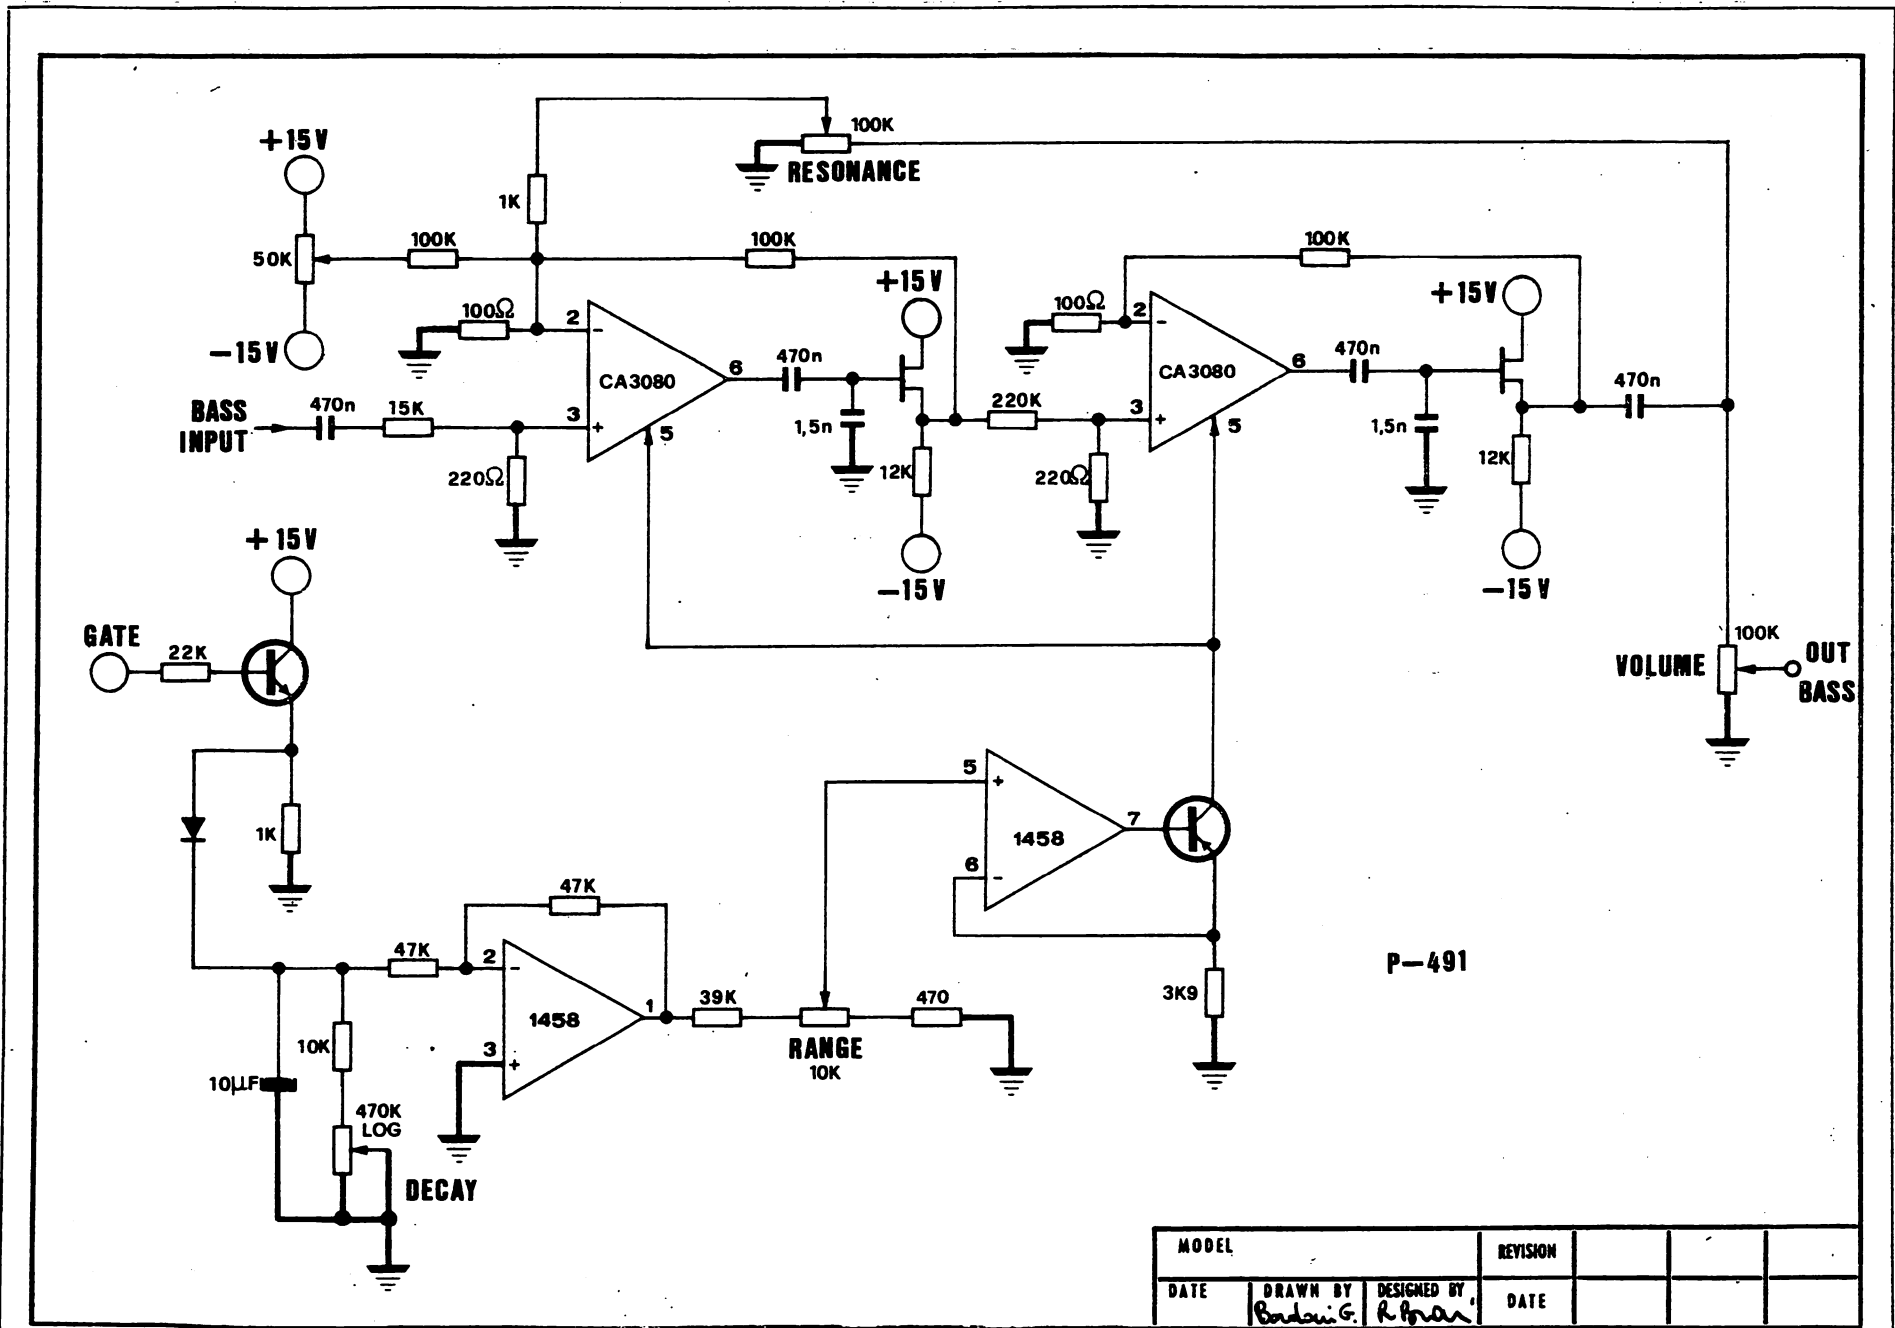 100K
RESONANCE
+15V
1K
50K
100K
100K
100K
-15V
100Ω
2
-
CA3080
6
3
+
5
470n
+15V
BASS
INPUT
470n
15K
220Ω
1,5n
12K
-15V
220K
100Ω
2
-
CA3080
6
3
+
5
220Ω
470n
+15V
1,5n
12K
-15V
470n
100K
VOLUME
OUT
BASS
+15V
GATE
22K
1K
47K
47K
2
-
1458
1
3
+
10K
10µF
470K
LOG
DECAY
39K
RANGE
10K
470
5
+
1458
7
6
-
3K9
P-491
MODEL
REVISION
DATE
DRAWN BY
DESIGNED BY
DATE